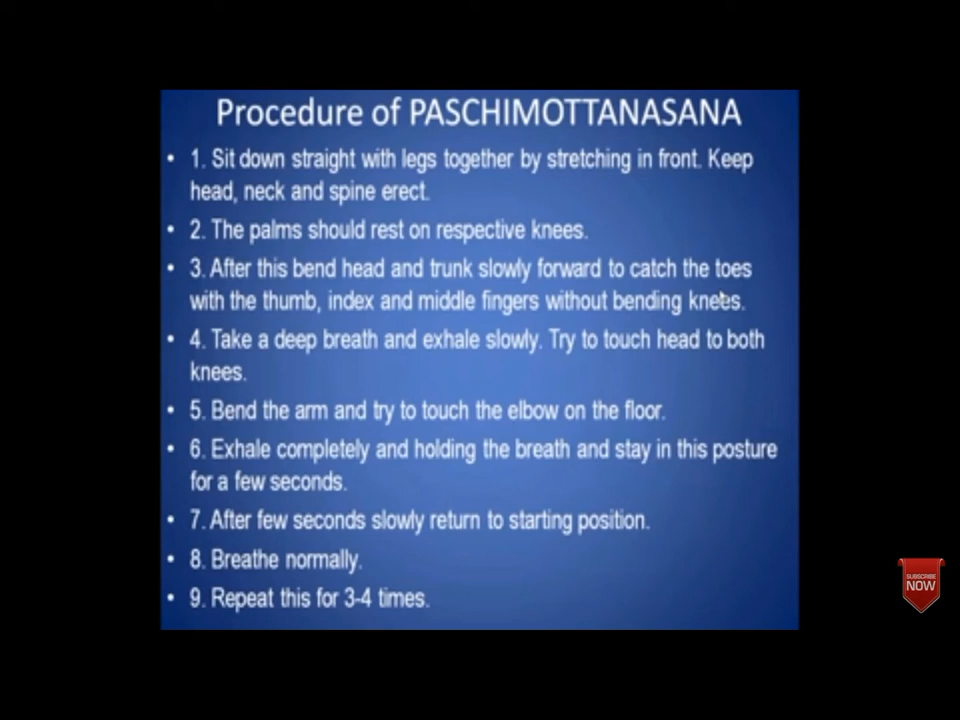 Procedure of PASCHIMOTTANASANA
• 1. Sit down straight with legs together by stretching in front. Keep
head, neck and spine erect.
• 2. The palms should rest on respective knees.
• 3. After this bend head and trunk slowly forward to catch the toes
with the thumb, index and middle fingers without bending knees.
• 4. Take a deep breath and exhale slowly. Try to touch head to both
knees.
• 5. Bend the arm and try to touch the elbow on the floor.
• 6. Exhale completely and holding the breath and stay in this posture
for a few seconds.
• 7. After few seconds slowly return to starting position.
• 8. Breathe normally.
• 9. Repeat this for 3-4 times.
SUBSCRIBE
NOW